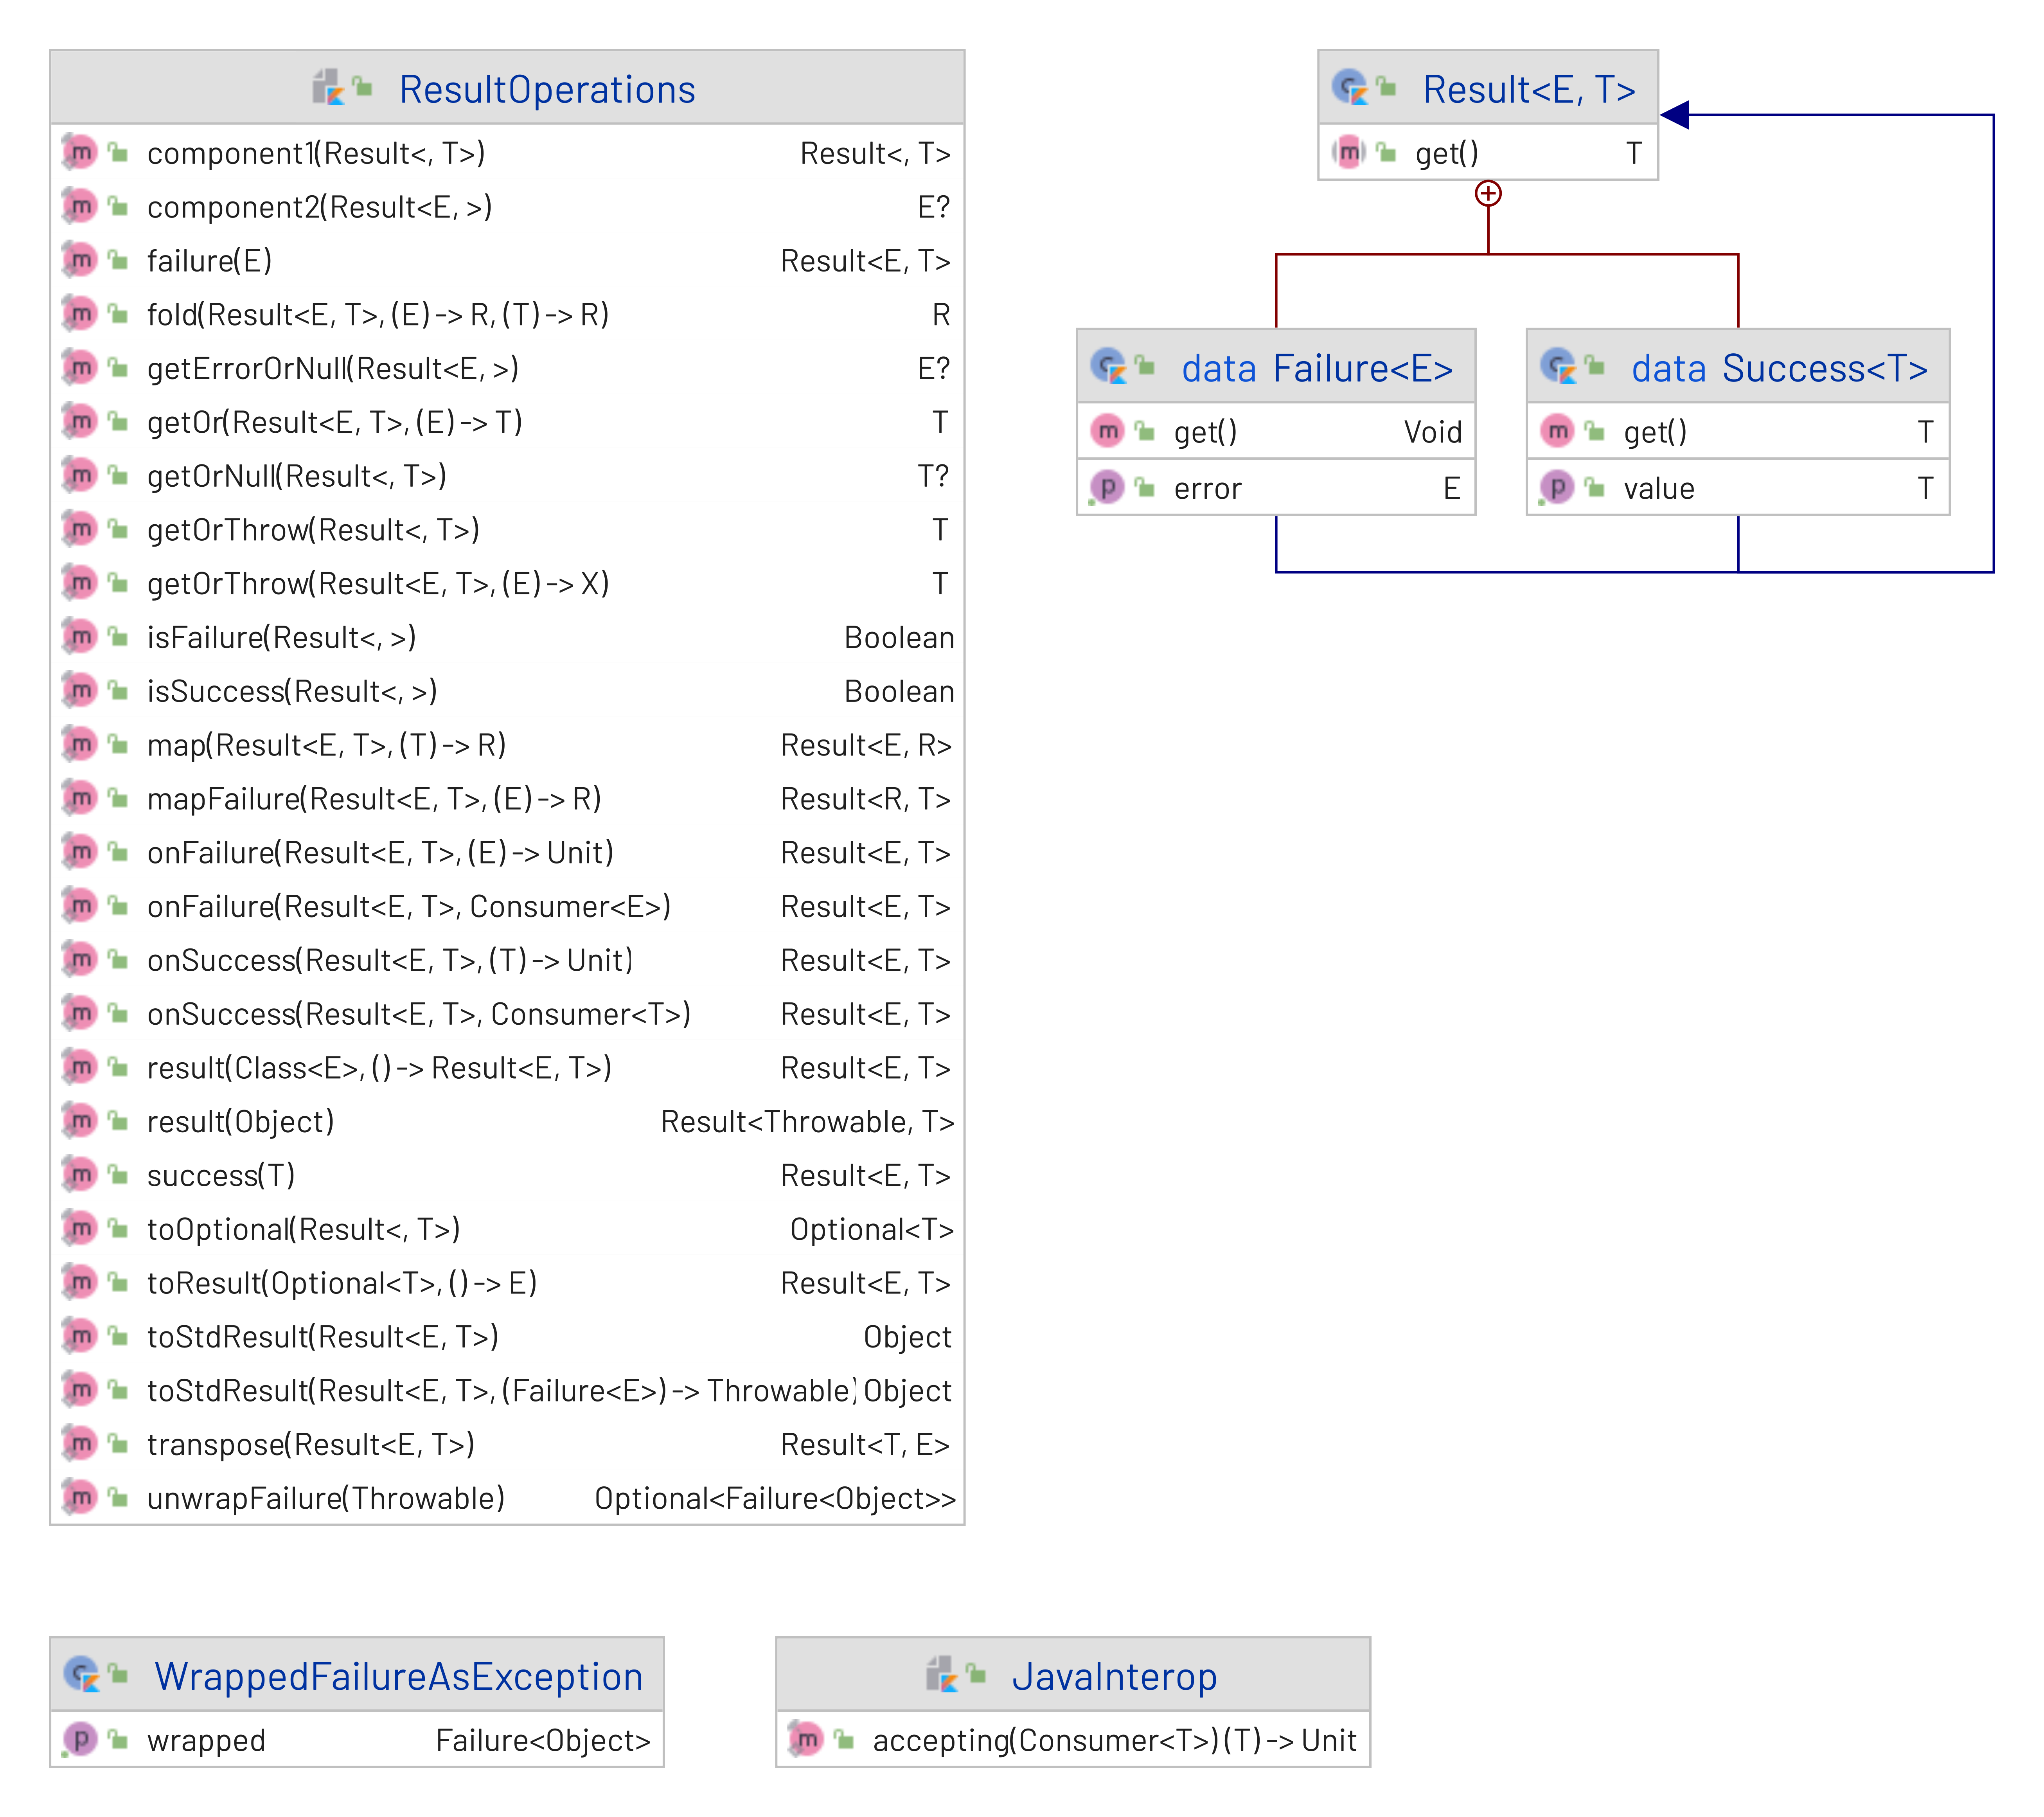 ResultOperations
component1(Result<, T>) Result<, T>
component2(Result<E, >) E?
failure(E) Result<E, T>
fold(Result<E, T>, (E) -> R, (T) -> R) R
getErrorOrNull(Result<E, >) E?
getOr(Result<E, T>, (E) -> T) T
getOrNull(Result<, T>) T?
getOrThrow(Result<, T>) T
getOrThrow(Result<E, T>, (E) -> X) T
isFailure(Result<, >) Boolean
isSuccess(Result<, >) Boolean
map(Result<E, T>, (T) -> R) Result<E, R>
mapFailure(Result<E, T>, (E) -> R) Result<R, T>
onFailure(Result<E, T>, (E) -> Unit) Result<E, T>
onFailure(Result<E, T>, Consumer<E>) Result<E, T>
onSuccess(Result<E, T>, (T) -> Unit) Result<E, T>
onSuccess(Result<E, T>, Consumer<T>) Result<E, T>
result(Class<E>, () -> Result<E, T>) Result<E, T>
result(Object) Result<Throwable, T>
success(T) Result<E, T>
toOptional(Result<, T>) Optional<T>
toResult(Optional<T>, () -> E) Result<E, T>
toStdResult(Result<E, T>) Object
toStdResult(Result<E, T>, (Failure<E>) -> Throwable) Object
transpose(Result<E, T>) Result<T, E>
unwrapFailure(Throwable) Optional<Failure<Object>>
Result<E, T>
get() T
data Failure<E>
get() Void
error E
data Success<T>
get() T
value T
WrappedFailureAsException
wrapped Failure<Object>
JavaInterop
accepting(Consumer<T>) (T) -> Unit